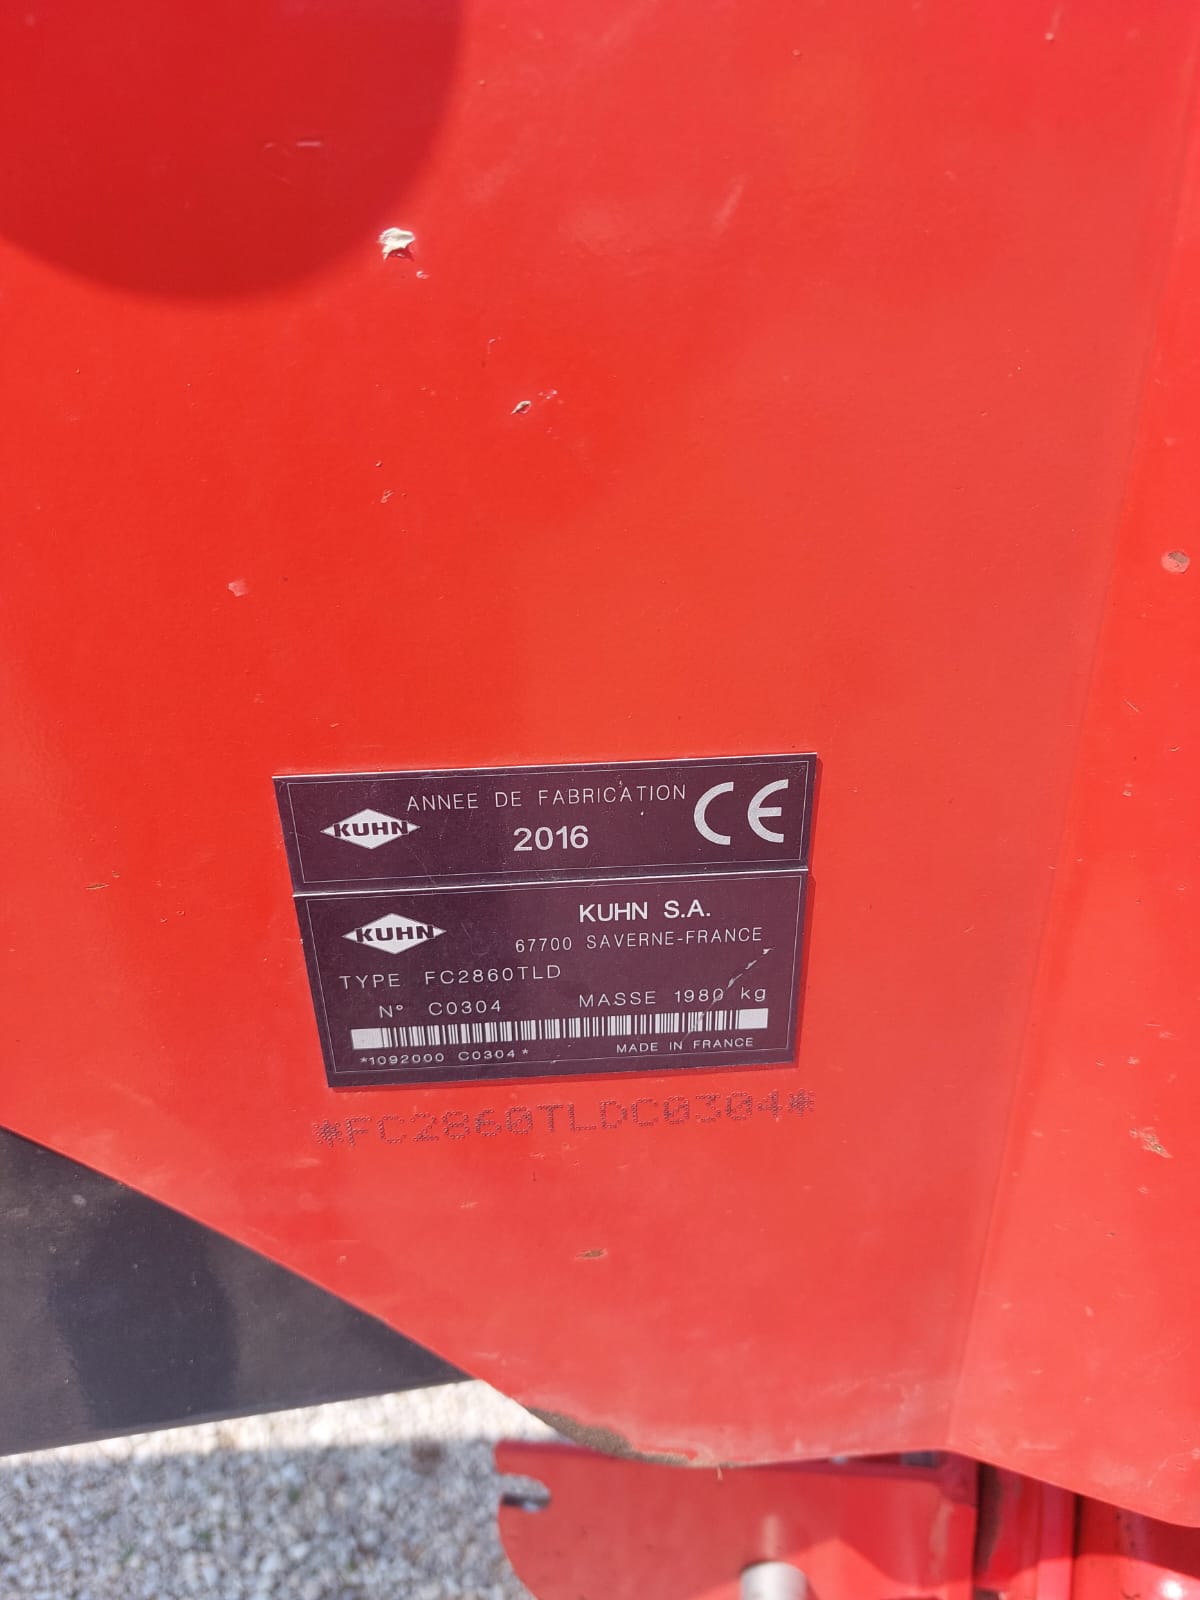 KUHN
ANNEE DE FABRICATION
2016
CE
KUHN
KUHN S.A.
67700 SAVERNE-FRANCE
TYPE FC2860TLD
N° C0304 MASSE 1980 kg
*1092000 C0304* MADE IN FRANCE
*FC2860TLDC0304*